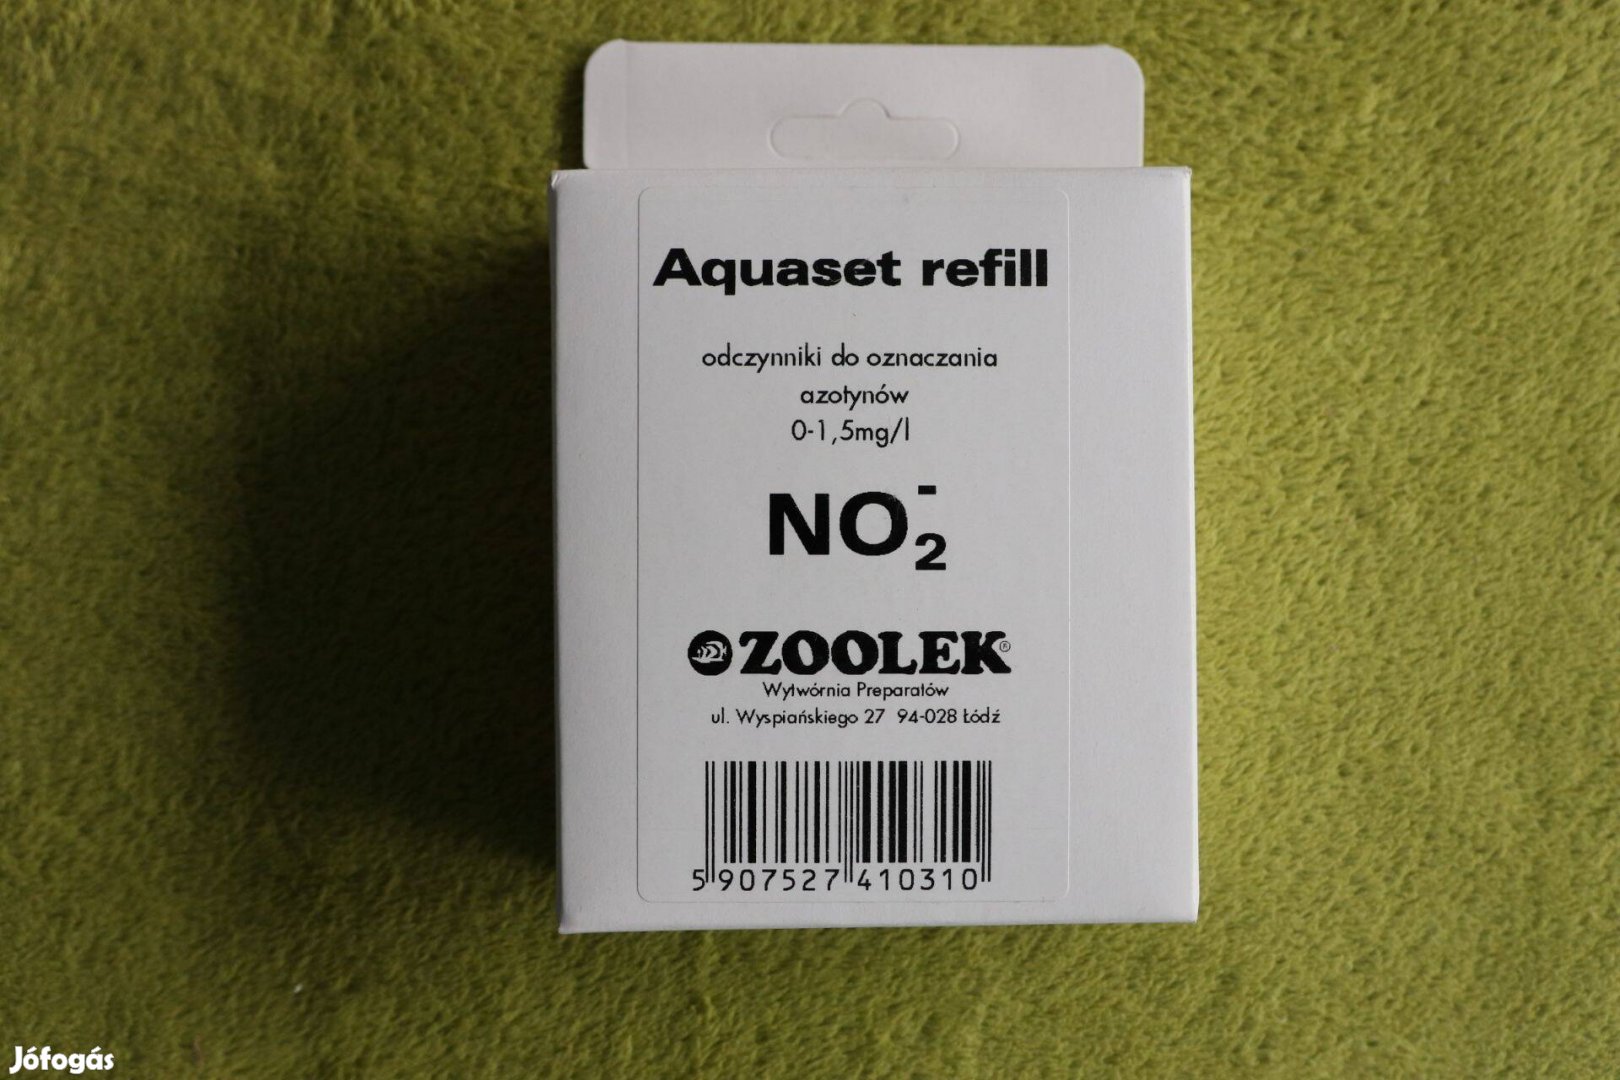 Aquaset refill
odczynniki do oznaczania
azotynów
0-1,5mg/l
NO₂⁻
ZOOLEK®
Wytwórnia Preparatów
ul. Wyspiańskiego 27 94-028 Łódź
5 907527 410310
Jófogás